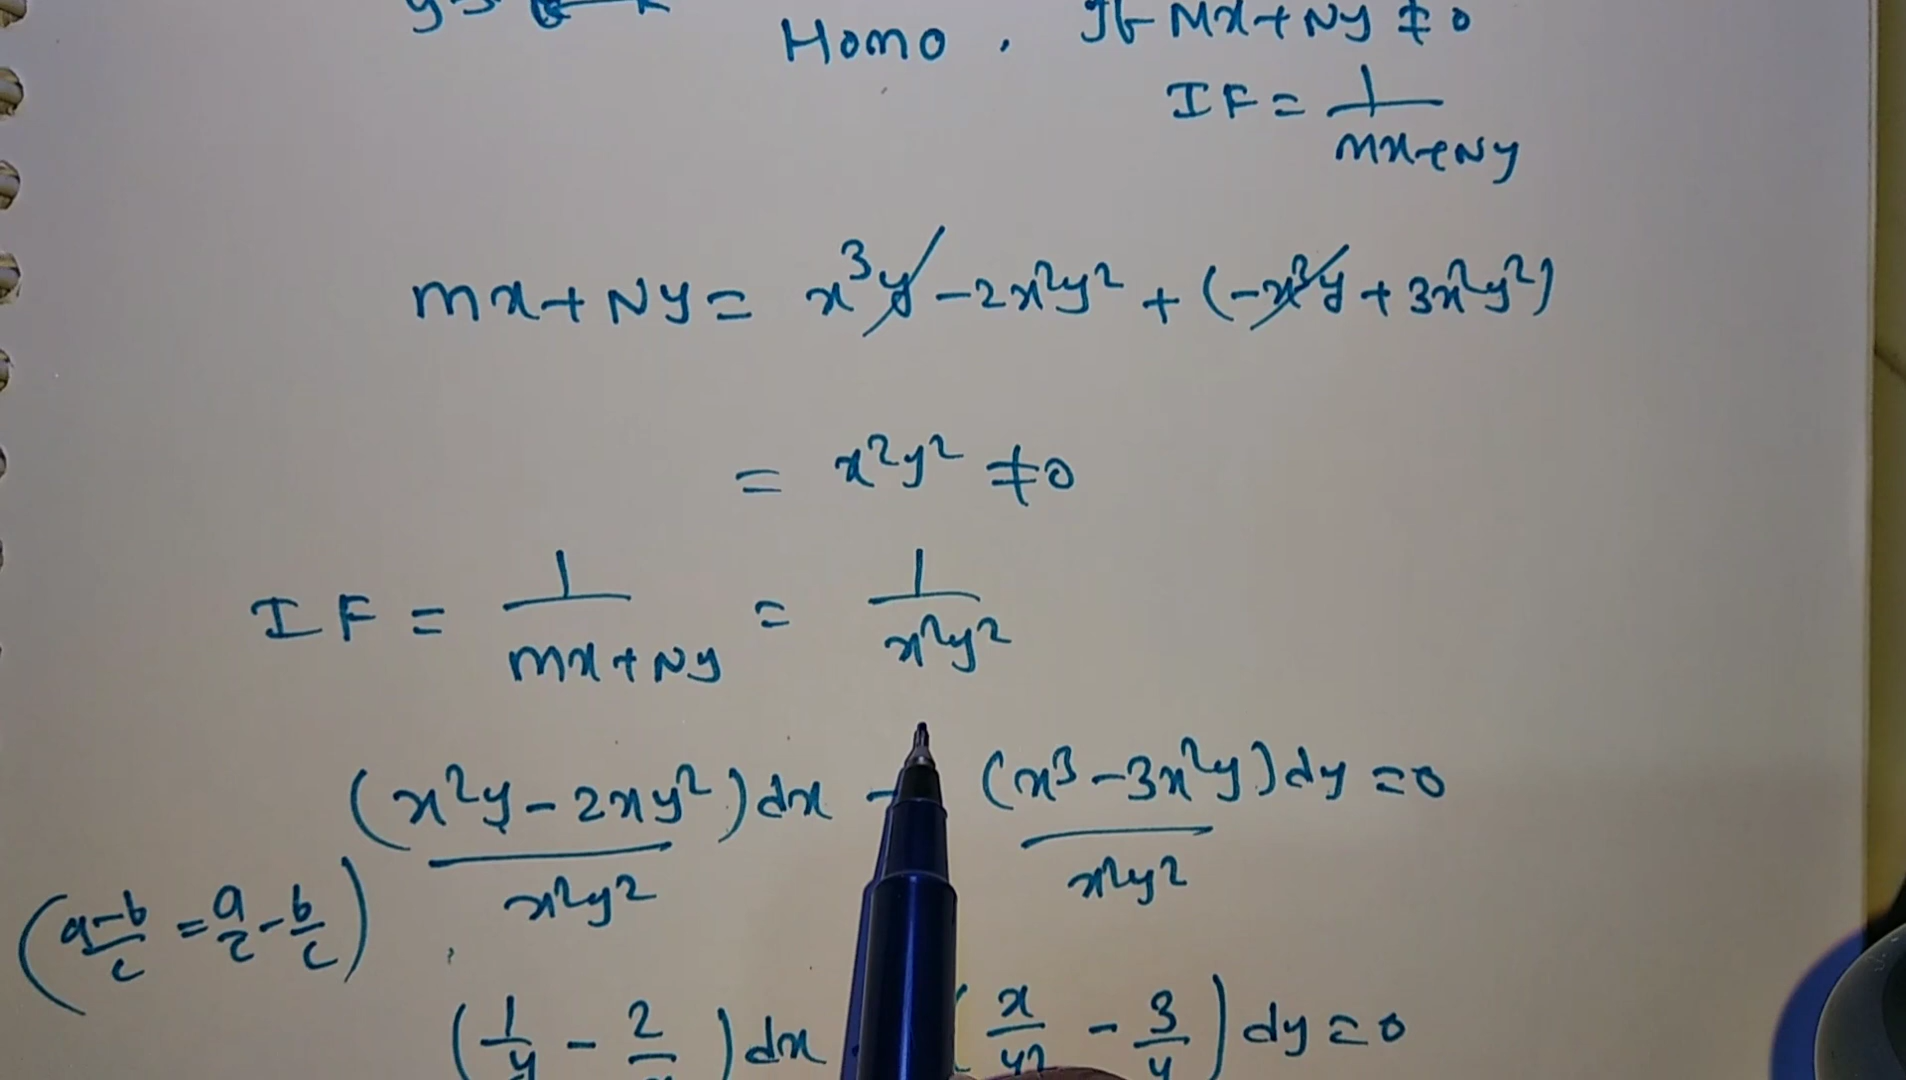 Homo. If Mx+Ny ≠ 0
IF = 1/(Mx+Ny)
Mx+Ny = x³y - 2x²y² + (-x³y + 3x²y²)
= x²y² ≠ 0
IF = 1/(Mx+Ny) = 1/(x²y²)
(x²y - 2xy²)/(x²y²) dx - (x³ - 3x²y)/(x²y²) dy = 0
((a-b)/c = a/c - b/c)
(1/y - 2/x) dx (x/y² - 3/y) dy = 0